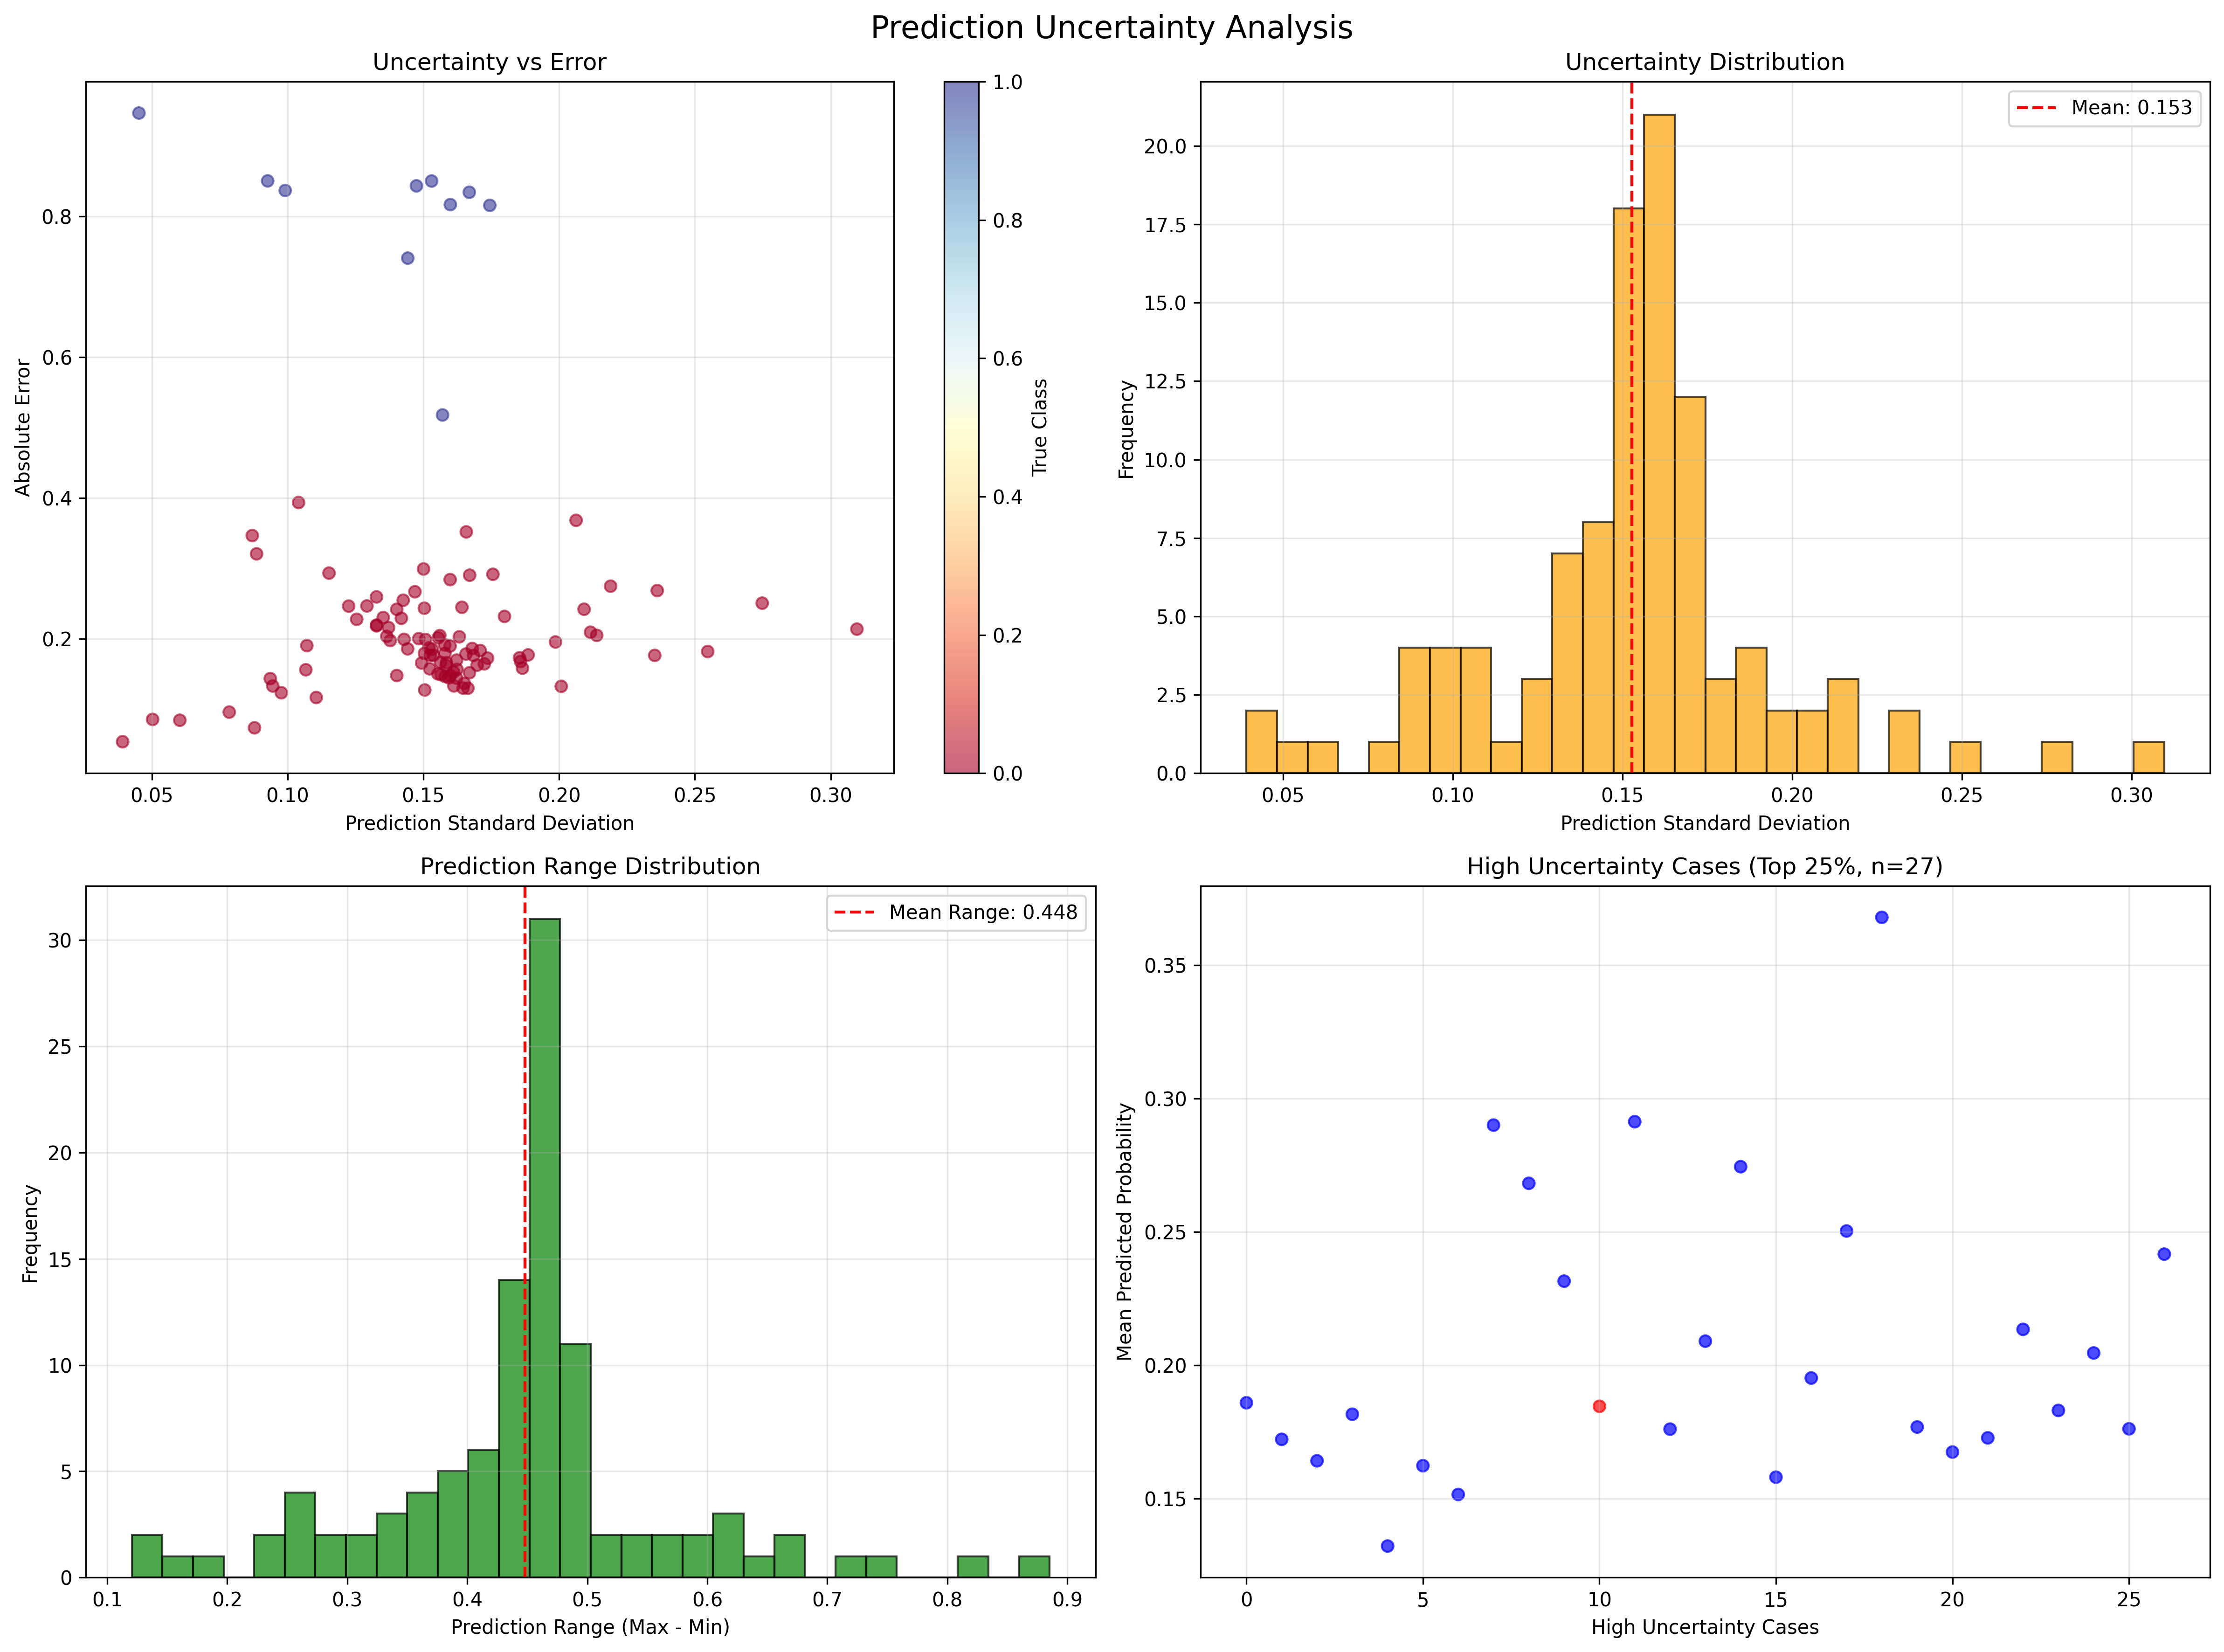 Prediction Uncertainty Analysis
Uncertainty vs Error
Absolute Error
0.8
0.6
0.4
0.2
0.05 0.10 0.15 0.20 0.25 0.30
Prediction Standard Deviation
1.0
0.8
0.6
0.4
0.2
0.0
True Class
Uncertainty Distribution
Mean: 0.153
Frequency
20.0
17.5
15.0
12.5
10.0
7.5
5.0
2.5
0.0
0.05 0.10 0.15 0.20 0.25 0.30
Prediction Standard Deviation
Prediction Range Distribution
Mean Range: 0.448
Frequency
30
25
20
15
10
5
0
0.1 0.2 0.3 0.4 0.5 0.6 0.7 0.8 0.9
Prediction Range (Max - Min)
High Uncertainty Cases (Top 25%, n=27)
Mean Predicted Probability
0.35
0.30
0.25
0.20
0.15
0 5 10 15 20 25
High Uncertainty Cases